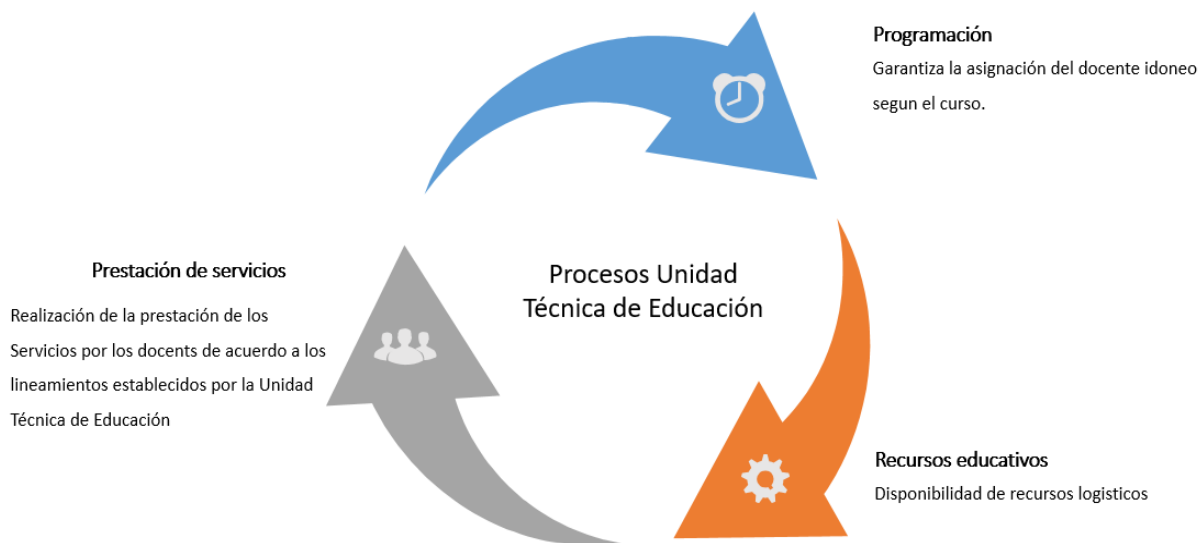 Programación
Garantiza la asignación del docente idoneo
segun el curso.
Procesos Unidad
Técnica de Educación
Prestación de servicios
Realización de la prestación de los
Servicios por los docents de acuerdo a los
lineamientos establecidos por la Unidad
Técnica de Educación
Recursos educativos
Disponibilidad de recursos logisticos